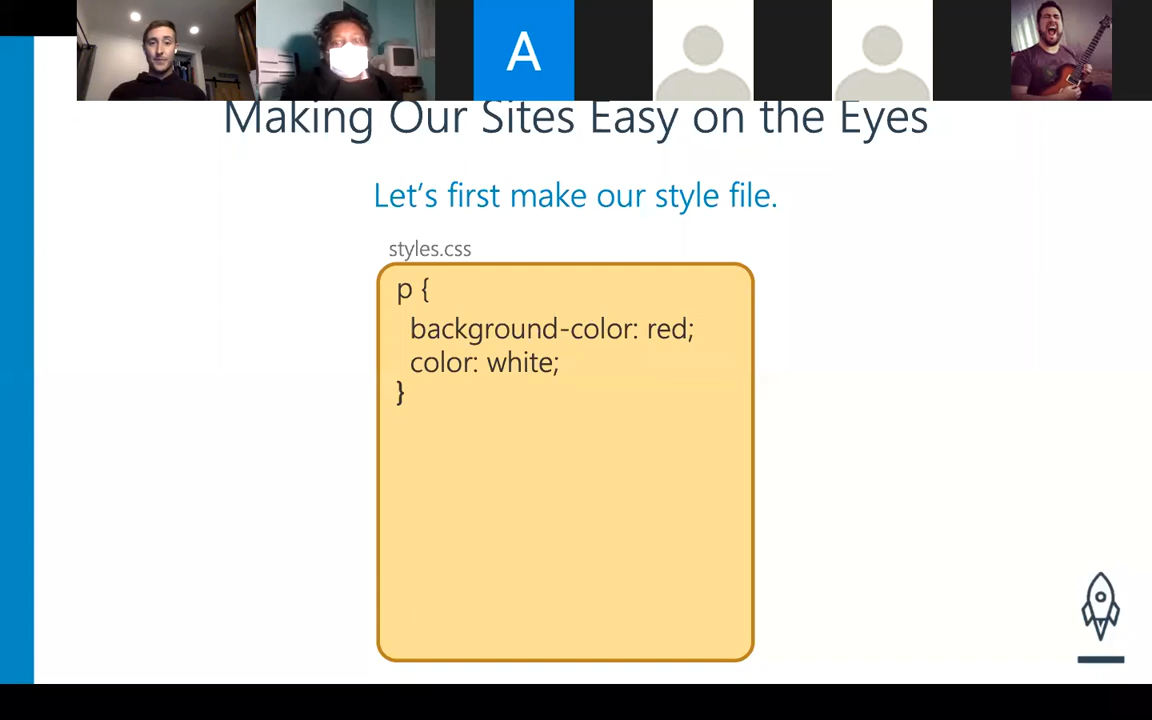 A
Making Our Sites Easy on the Eyes
Let’s first make our style file.
styles.css
p {
background-color: red;
color: white;
}